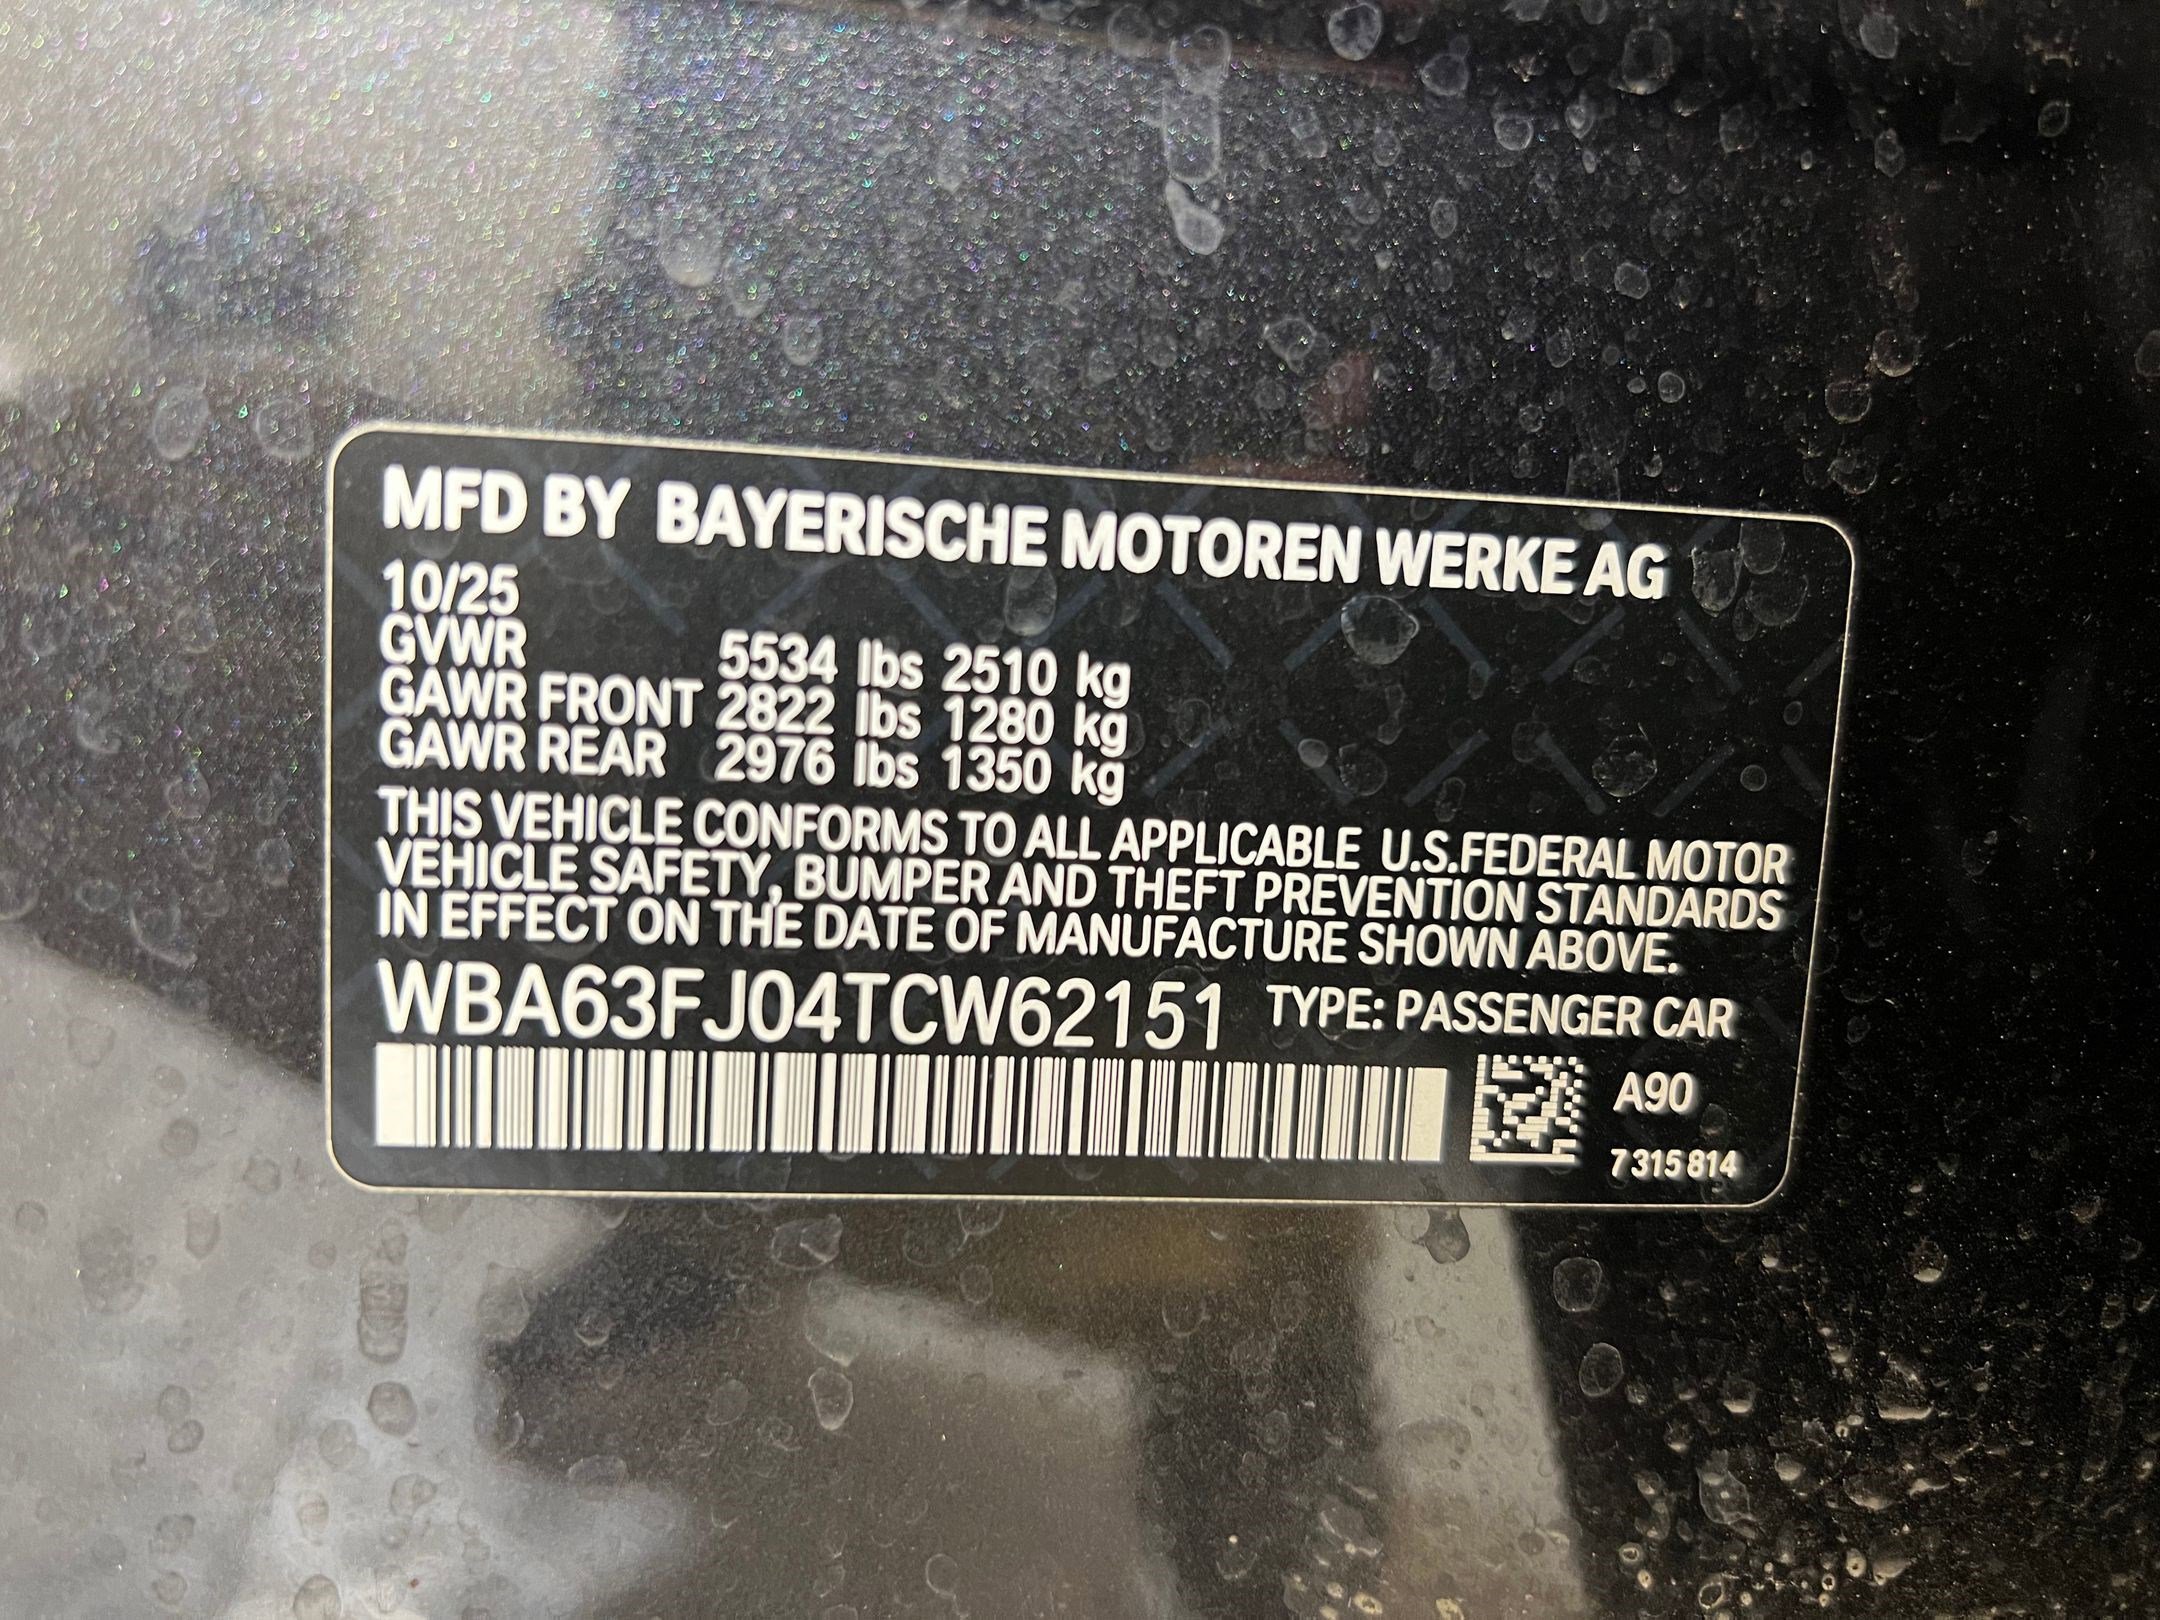 MFD BY BAYERISCHE MOTOREN WERKE AG
10/25
GVWR 5534 lbs 2510 kg
GAWR FRONT 2822 lbs 1280 kg
GAWR REAR 2976 lbs 1350 kg
THIS VEHICLE CONFORMS TO ALL APPLICABLE U.S.FEDERAL MOTOR
VEHICLE SAFETY, BUMPER AND THEFT PREVENTION STANDARDS
IN EFFECT ON THE DATE OF MANUFACTURE SHOWN ABOVE.
WBA63FJ04TCW62151 TYPE: PASSENGER CAR
A90
7 315 814